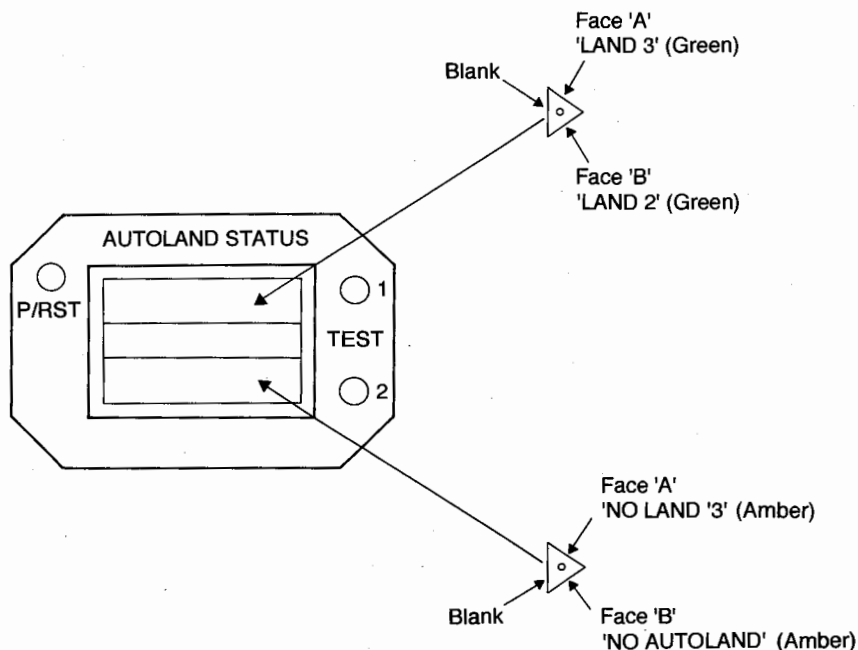 Face 'A'
'LAND 3' (Green)
Blank
Face 'B'
'LAND 2' (Green)
AUTOLAND STATUS
P/RST
1
TEST
2
Face 'A'
'NO LAND '3' (Amber)
Blank
Face 'B'
'NO AUTOLAND' (Amber)